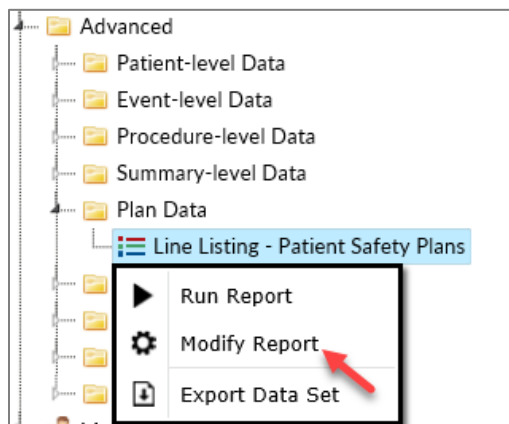 Advanced
Patient-level Data
Event-level Data
Procedure-level Data
Summary-level Data
Plan Data
Line Listing - Patient Safety Plans
Run Report
Modify Report
Export Data Set